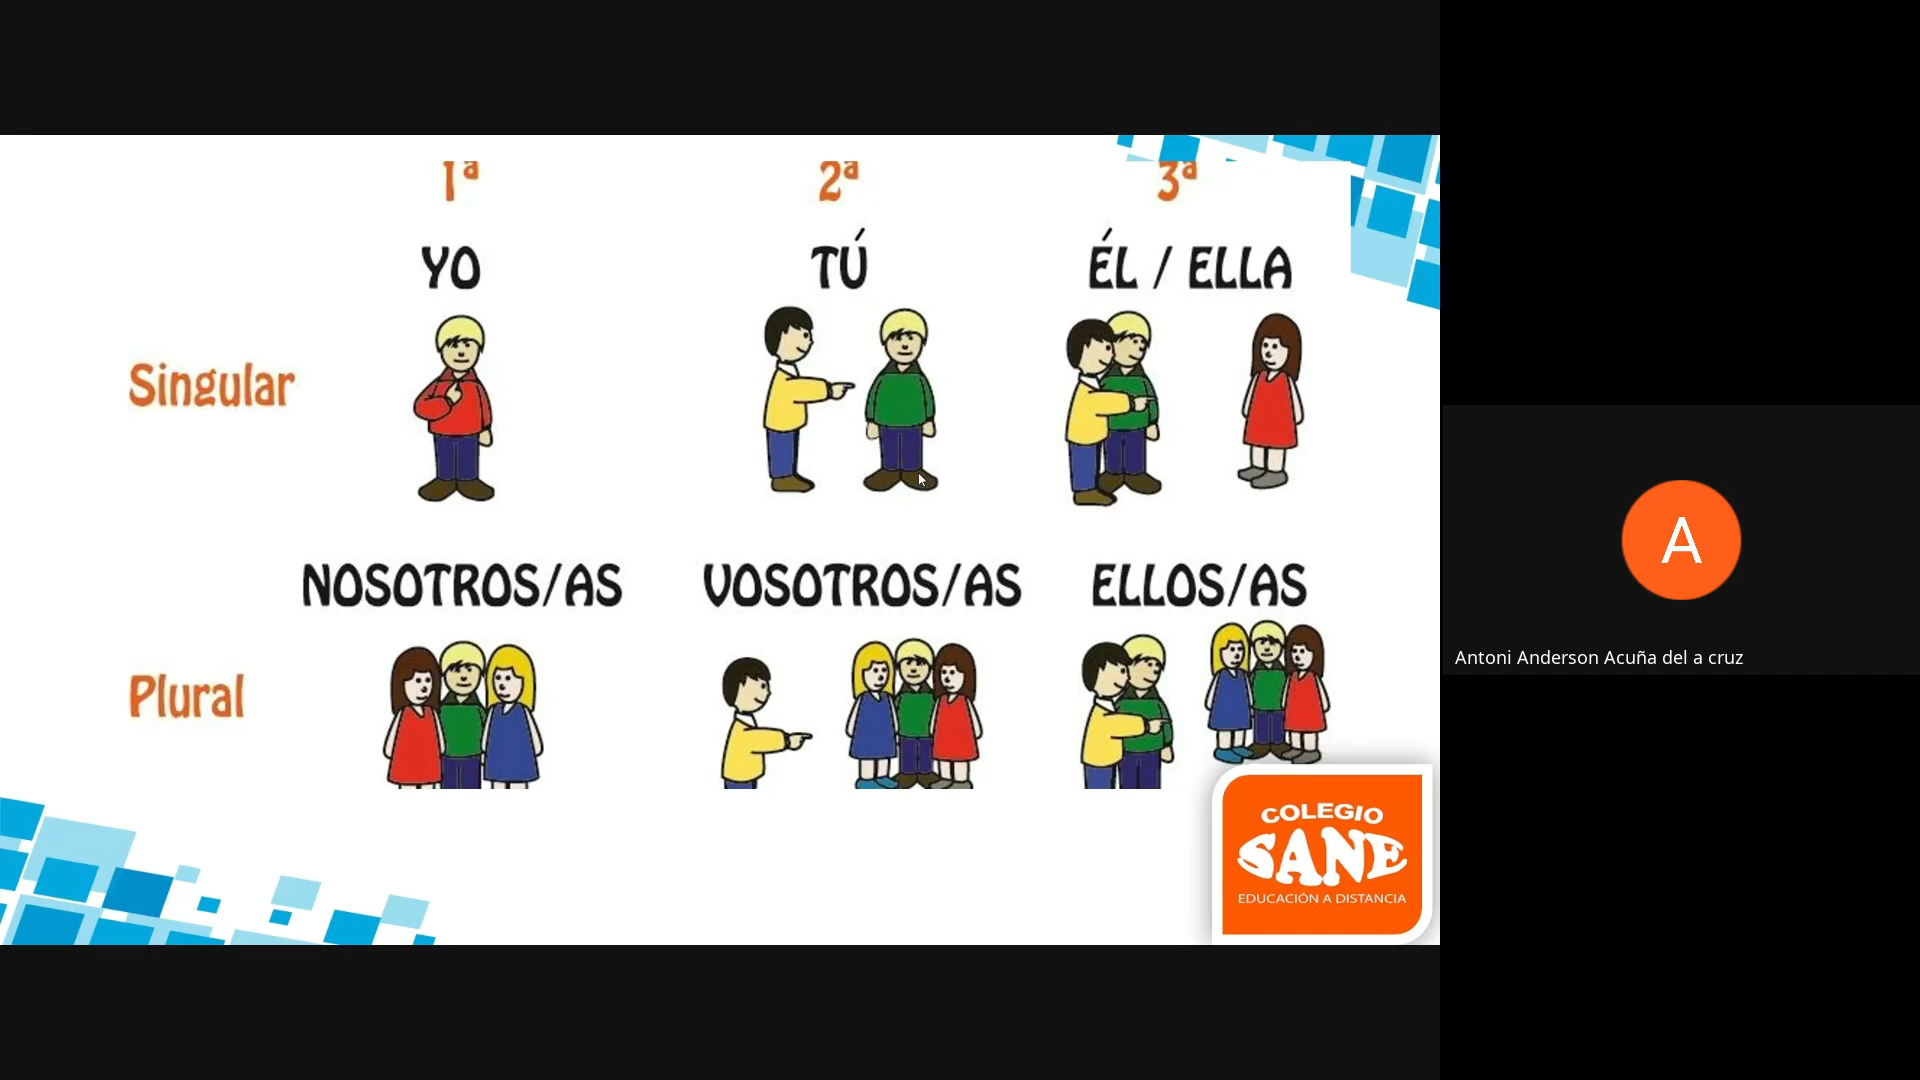 1ª 2ª 3ª
YO TÚ ÉL / ELLA
Singular
NOSOTROS/AS VOSOTROS/AS ELLOS/AS
Plural
COLEGIO
SANE
EDUCACIÓN A DISTANCIA
A
Antoni Anderson Acuña del a cruz